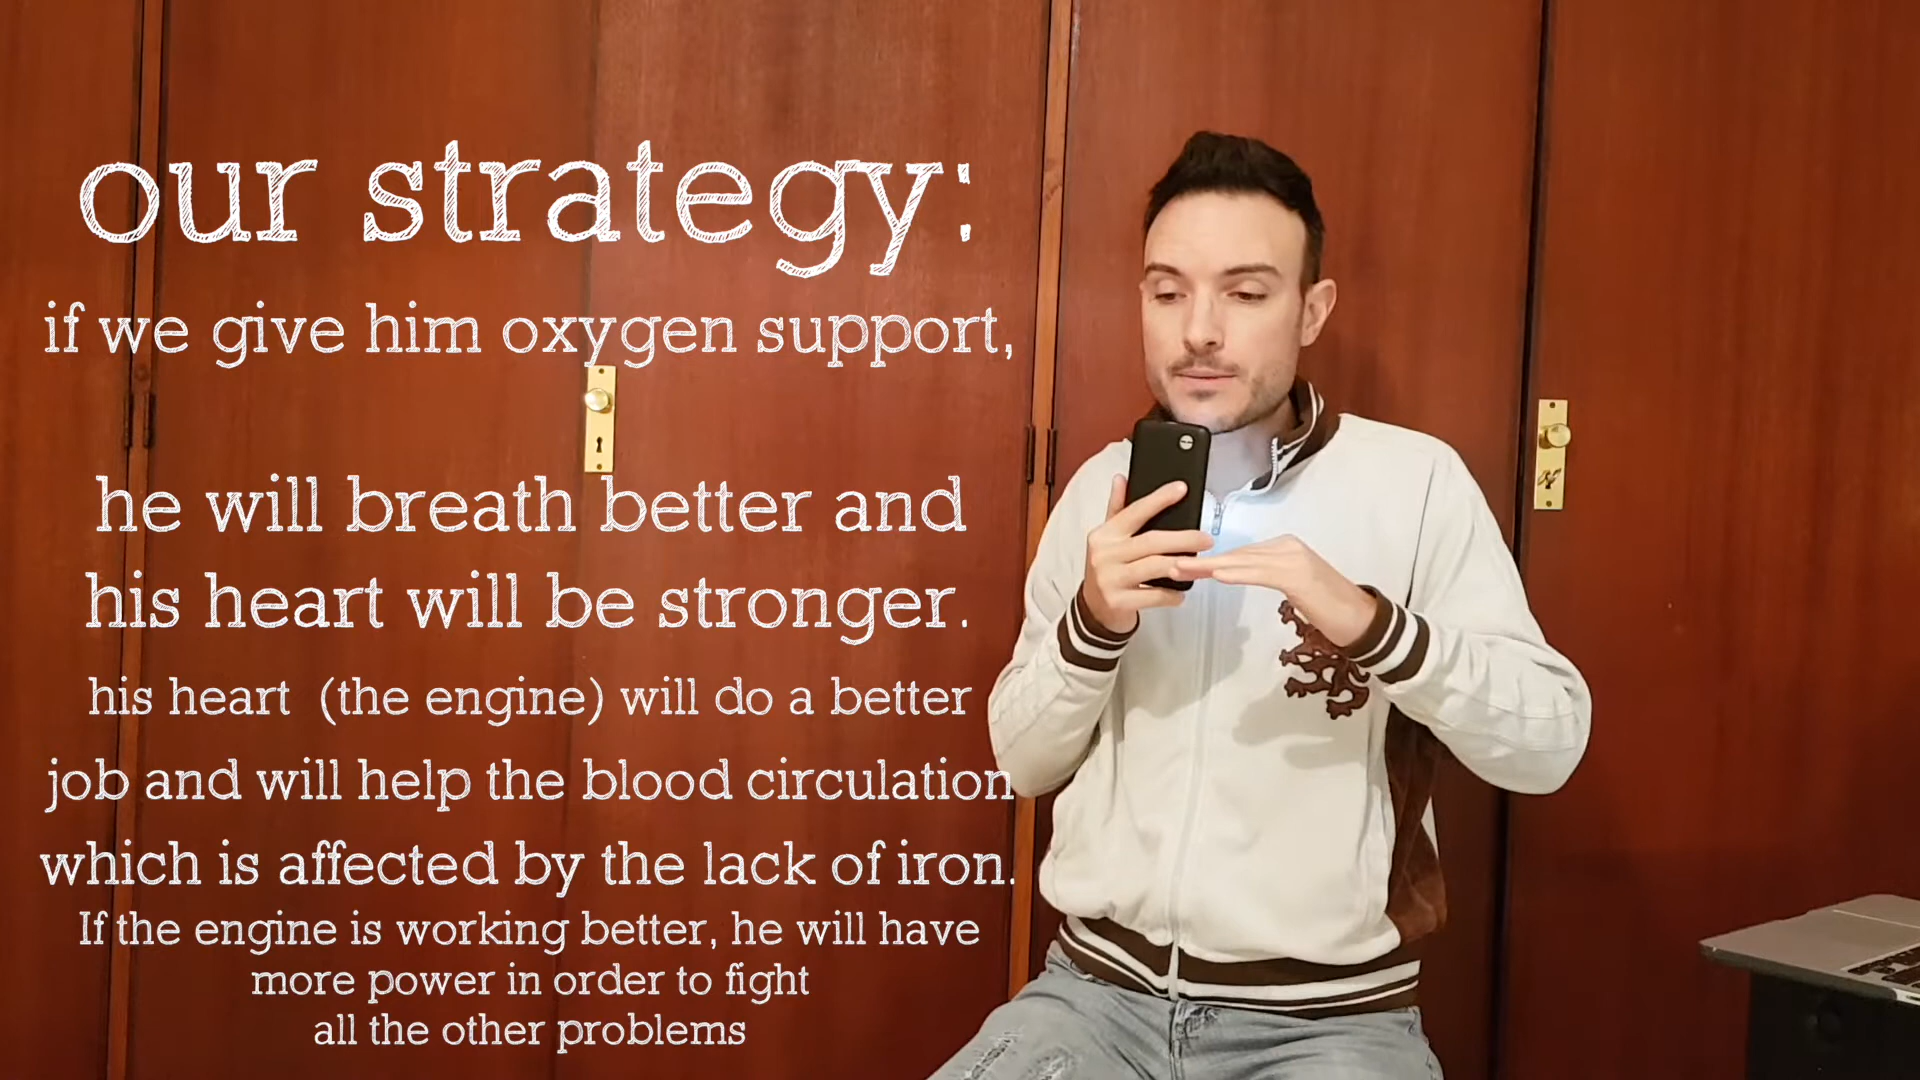 our strategy:
if we give him oxygen support,
he will breath better and
his heart will be stronger.
his heart (the engine) will do a better
job and will help the blood circulation
which is affected by the lack of iron.
If the engine is working better, he will have
more power in order to fight
all the other problems